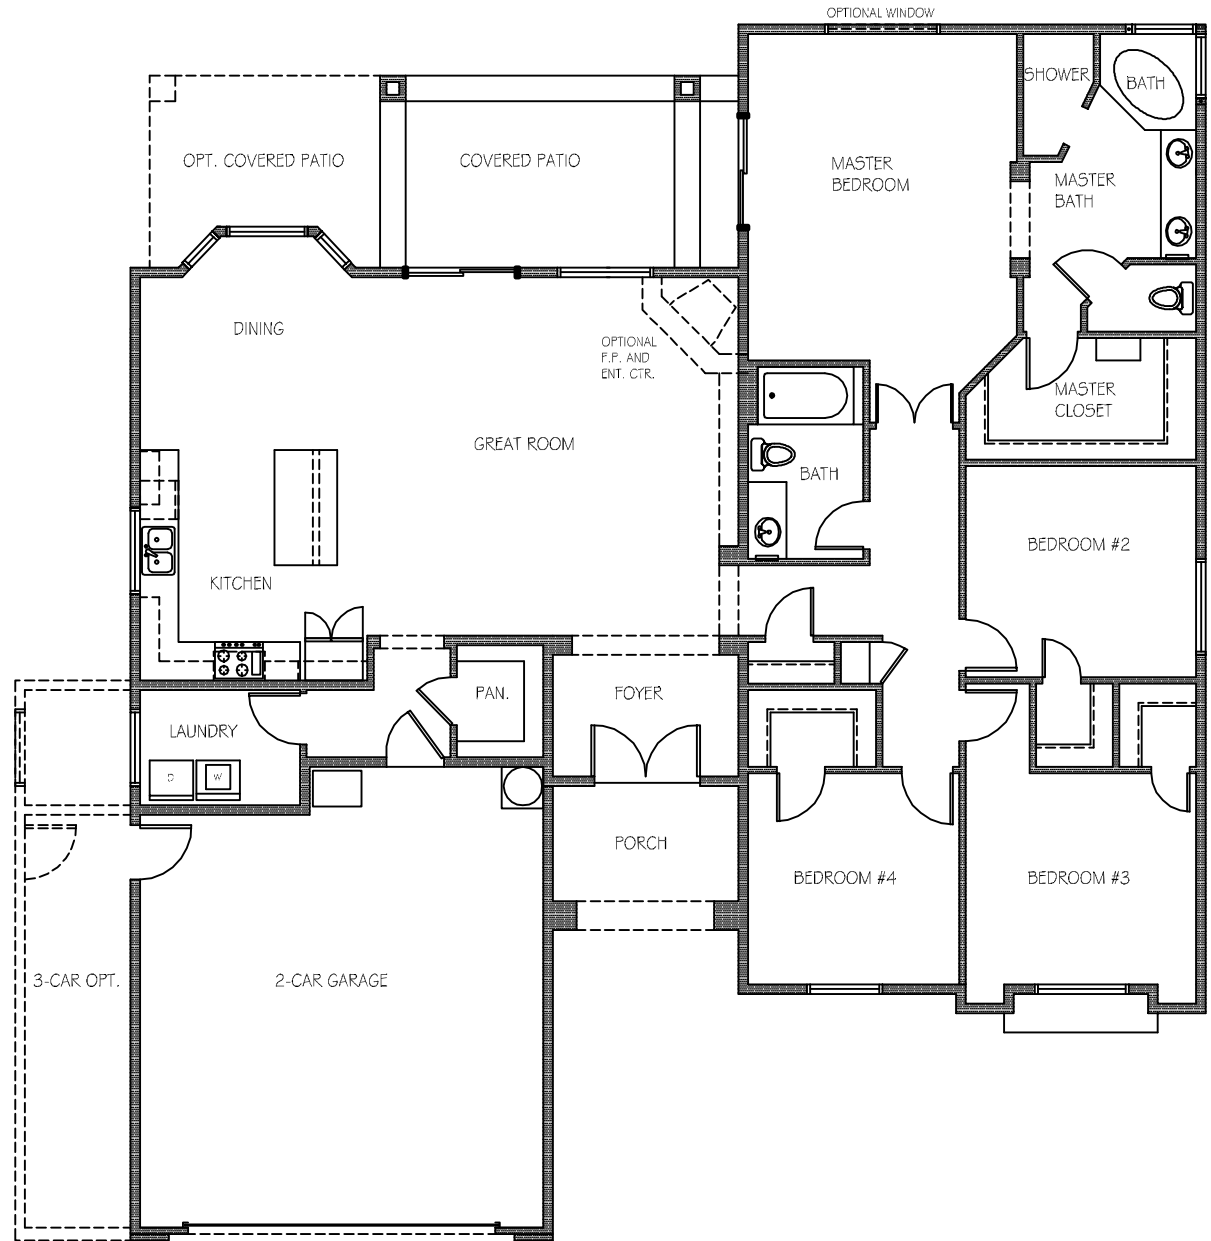 OPTIONAL WINDOW
SHOWER
BATH
OPT. COVERED PATIO
COVERED PATIO
MASTER
BEDROOM
MASTER
BATH
DINING
OPTIONAL
F.P. AND
ENT. CTR.
MASTER
CLOSET
GREAT ROOM
BATH
BEDROOM #2
KITCHEN
PAN.
FOYER
LAUNDRY
D
W
PORCH
BEDROOM #4
BEDROOM #3
3-CAR OPT.
2-CAR GARAGE